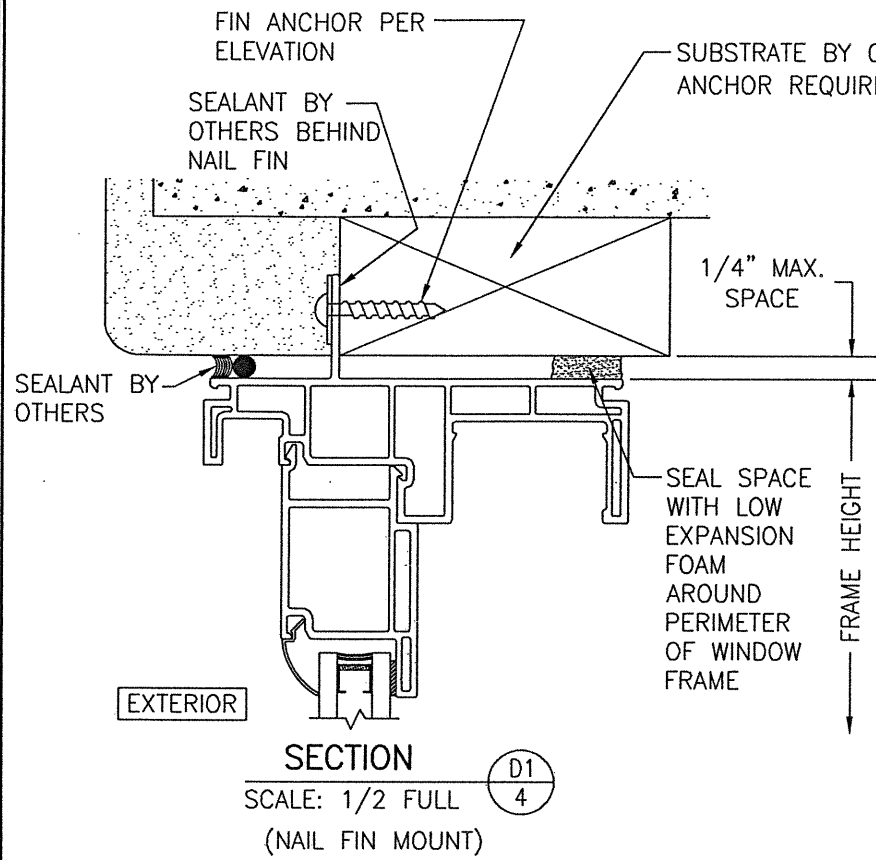 FIN ANCHOR PER
ELEVATION
SUBSTRATE BY
ANCHOR
SEALANT BY
OTHERS BEHIND
NAIL FIN
1/4" MAX.
SPACE
SEALANT BY
OTHERS
SEAL SPACE
WITH LOW
EXPANSION
FOAM
AROUND
PERIMETER
OF WINDOW
FRAME
FRAME HEIGHT
EXTERIOR
SECTION
D1
4
SCALE: 1/2 FULL
(NAIL FIN MOUNT)